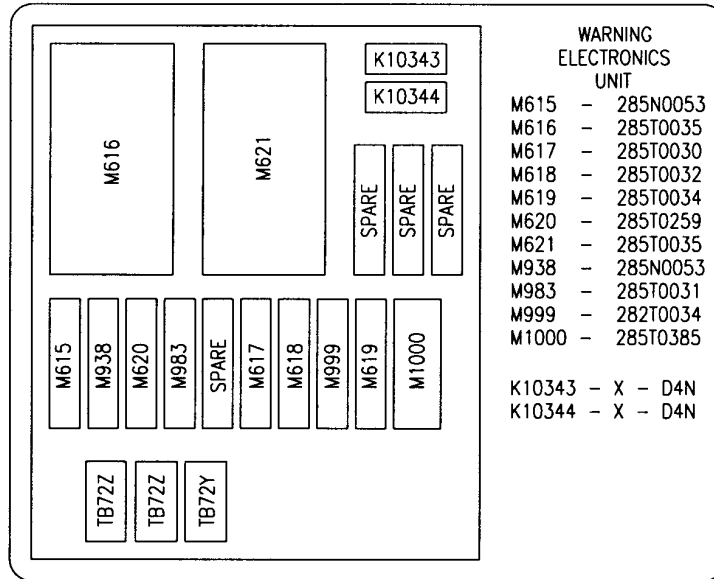 K10343
K10344
M616
M621
SPARE
SPARE
SPARE
M615
M938
M620
M983
SPARE
M617
M618
M999
M619
M1000
TB72Z
TB72Z
TB72Y
WARNING
ELECTRONICS
UNIT
M615 – 285N0053
M616 – 285T0035
M617 – 285T0030
M618 – 285T0032
M619 – 285T0034
M620 – 285T0259
M621 – 285T0035
M938 – 285N0053
M983 – 285T0031
M999 – 282T0034
M1000 – 285T0385
K10343 – X – D4N
K10344 – X – D4N